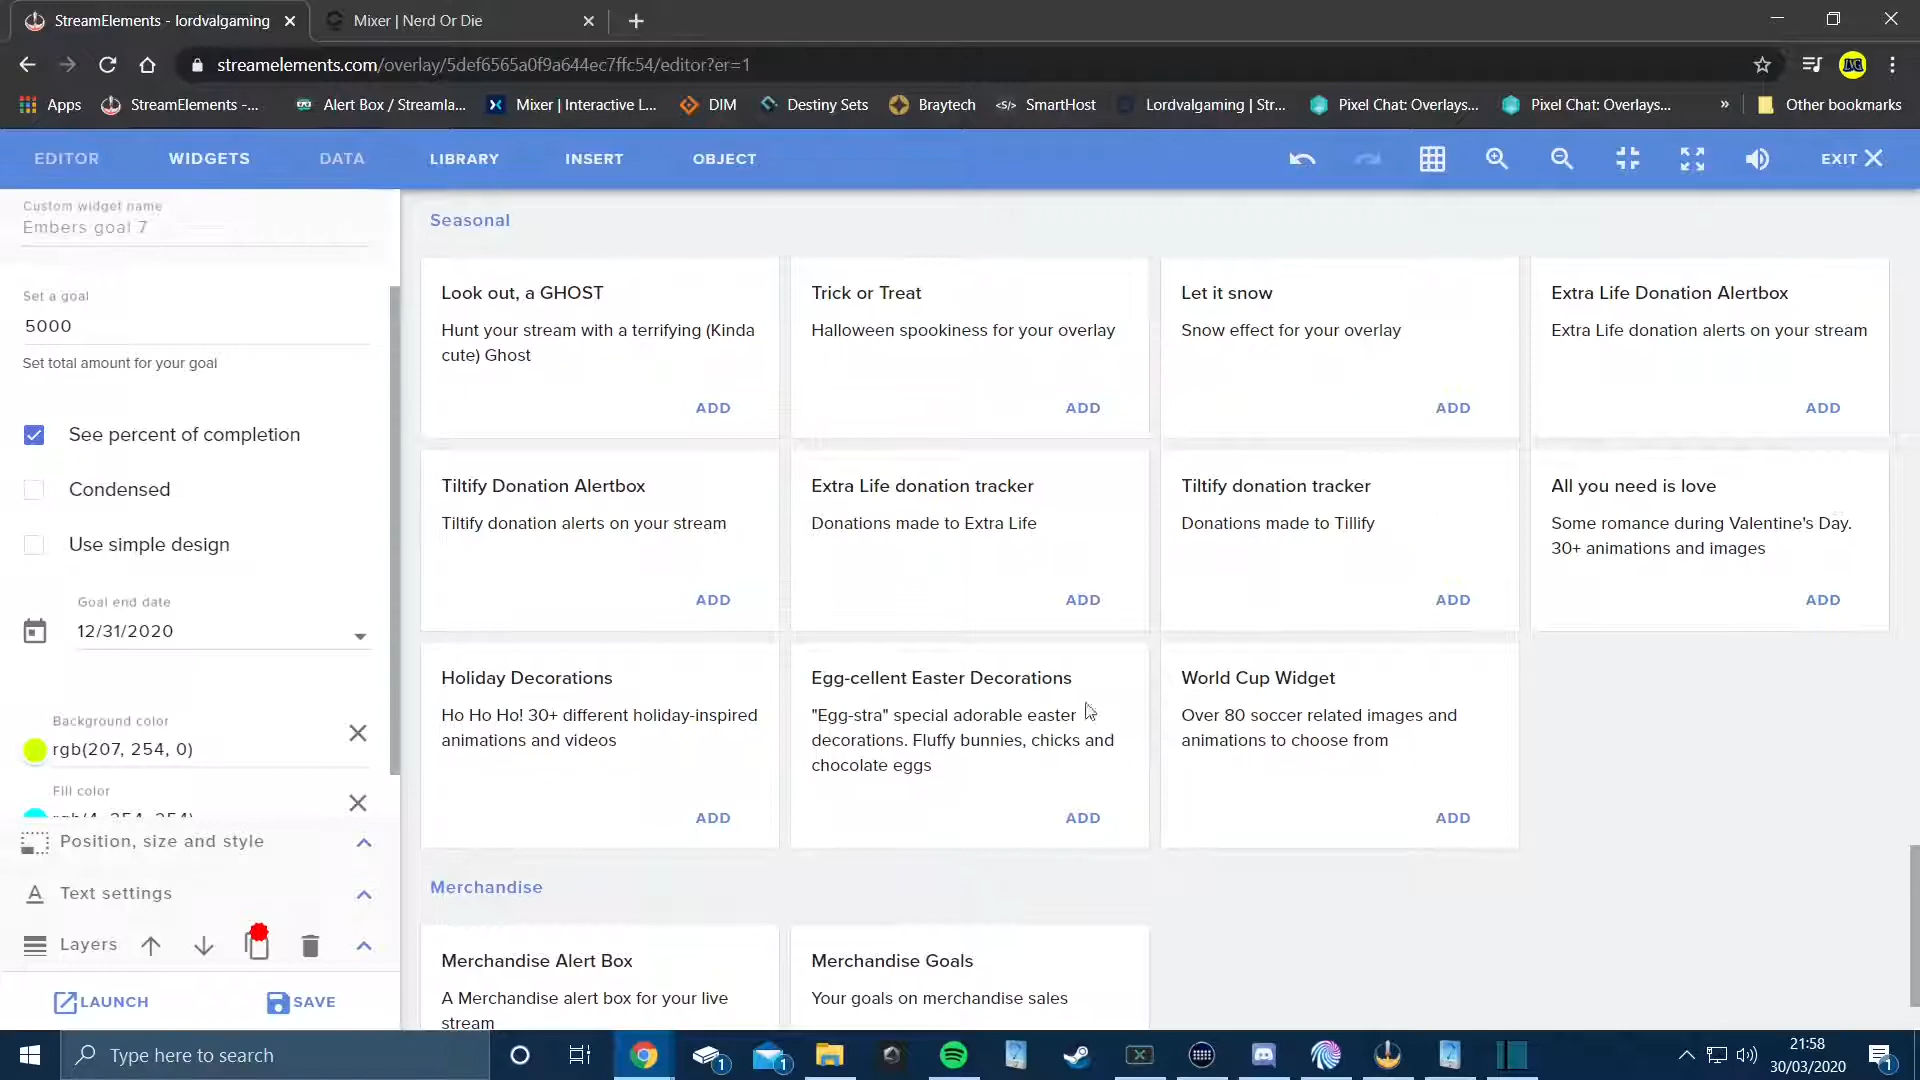 StreamElements - lordvalgaming
Mixer | Nerd Or Die
streamelements.com/overlay/5def6565a0f9a644ec7ffc54/editor?er=1
Apps
StreamElements -...
Alert Box / Streamla...
Mixer | Interactive L...
DIM
Destiny Sets
Braytech
SmartHost
Lordvalgaming | Str...
Pixel Chat: Overlays...
Pixel Chat: Overlays...
»
Other bookmarks
EDITOR
WIDGETS
DATA
LIBRARY
INSERT
OBJECT
EXIT
Custom widget name
Embers goal 7
Set a goal
5000
Set total amount for your goal
See percent of completion
Condensed
Use simple design
Goal end date
12/31/2020
Background color
rgb(207, 254, 0)
Fill color
rgb(4, 254, 254)
Position, size and style
Text settings
Layers
LAUNCH
SAVE
Seasonal
Look out, a GHOST
Hunt your stream with a terrifying (Kinda
cute) Ghost
ADD
Trick or Treat
Halloween spookiness for your overlay
ADD
Let it snow
Snow effect for your overlay
ADD
Extra Life Donation Alertbox
Extra Life donation alerts on your stream
ADD
Tiltify Donation Alertbox
Tiltify donation alerts on your stream
ADD
Extra Life donation tracker
Donations made to Extra Life
ADD
Tiltify donation tracker
Donations made to Tillify
ADD
All you need is love
Some romance during Valentine's Day.
30+ animations and images
ADD
Holiday Decorations
Ho Ho Ho! 30+ different holiday-inspired
animations and videos
ADD
Egg-cellent Easter Decorations
"Egg-stra" special adorable easter
decorations. Fluffy bunnies, chicks and
chocolate eggs
ADD
World Cup Widget
Over 80 soccer related images and
animations to choose from
ADD
Merchandise
Merchandise Alert Box
A Merchandise alert box for your live
stream
Merchandise Goals
Your goals on merchandise sales
Type here to search
1
1
21:58
30/03/2020
1